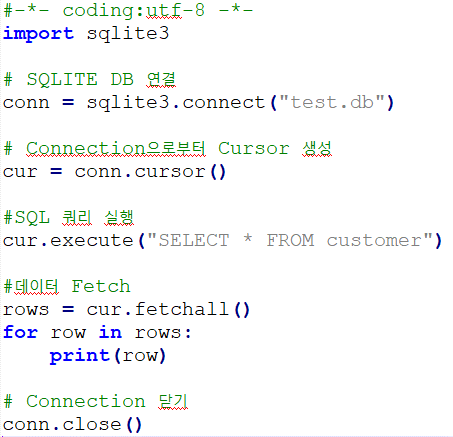 #-*- coding:utf-8 -*-
import sqlite3
# SQLITE DB 연결
conn = sqlite3.connect("test.db")
# Connection으로부터 Cursor 생성
cur = conn.cursor()
#SQL 쿼리 실행
cur.execute("SELECT * FROM customer")
#데이터 Fetch
rows = cur.fetchall()
for row in rows:
    print(row)
# Connection 닫기
conn.close()